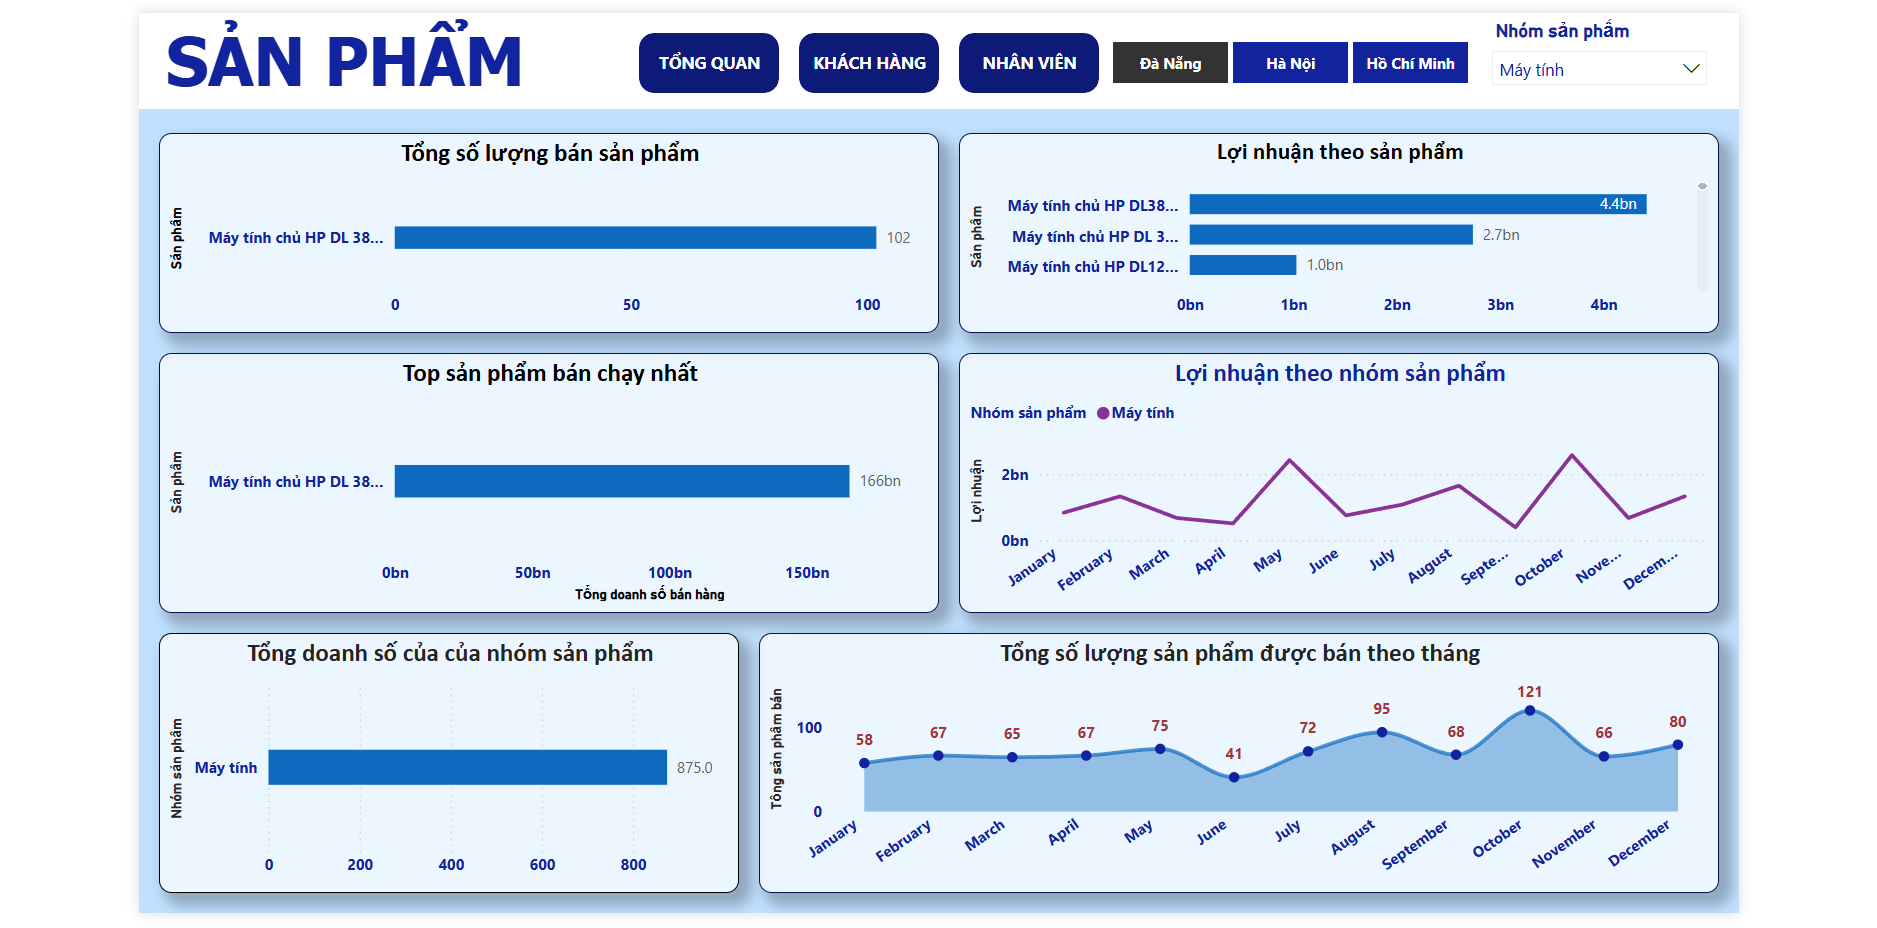 SẢN PHẨM
TỔNG QUAN
KHÁCH HÀNG
NHÂN VIÊN
Đà Nẵng
Hà Nội
Hồ Chí Minh
Nhóm sản phẩm
Máy tính
Tổng số lượng bán sản phẩm
Sản phẩm
Máy tính chủ HP DL 38...
102
0
50
100
Lợi nhuận theo sản phẩm
Sản phẩm
Máy tính chủ HP DL38...
4.4bn
Máy tính chủ HP DL 3...
2.7bn
Máy tính chủ HP DL12...
1.0bn
0bn
1bn
2bn
3bn
4bn
Top sản phẩm bán chạy nhất
Sản phẩm
Máy tính chủ HP DL 38...
166bn
0bn
50bn
100bn
150bn
Tổng doanh số bán hàng
Lợi nhuận theo nhóm sản phẩm
Nhóm sản phẩm
Máy tính
Lợi nhuận
2bn
0bn
January
February
March
April
May
June
July
August
Septe...
October
Nove...
Decem...
Tổng doanh số của của nhóm sản phẩm
Nhóm sản phẩm
Máy tính
875.0
0
200
400
600
800
Tổng số lượng sản phẩm được bán theo tháng
Tổng sản phẩm bán
100
0
58
67
65
67
75
41
72
95
68
121
66
80
January
February
March
April
May
June
July
August
September
October
November
December